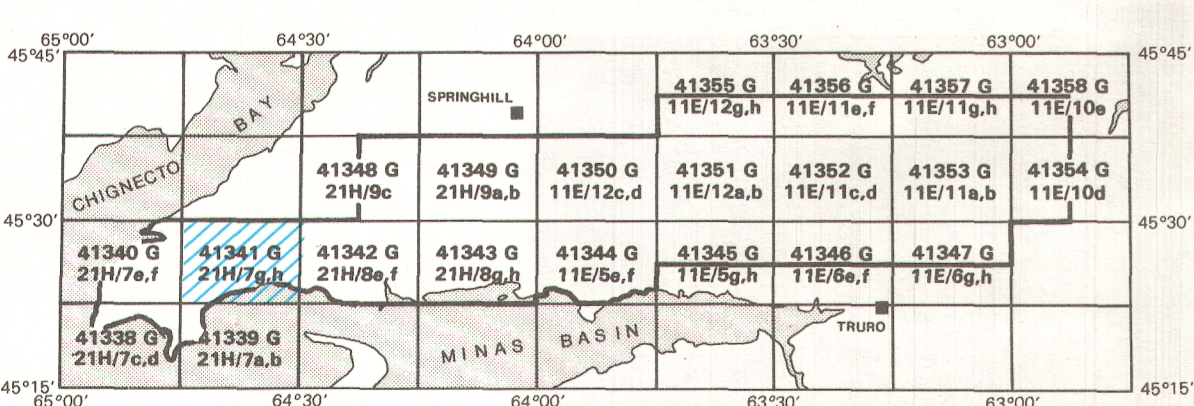 65°00′ 64°30′ 64°00′ 63°30′ 63°00′
45°45′ 45°45′
41355 G 41356 G 41357 G 41358 G
11E/12g,h 11E/11e,f 11E/11g,h 11E/10e
SPRINGHILL
BAY
CHIGNECTO
41348 G 41349 G 41350 G 41351 G 41352 G 41353 G 41354 G
21H/9c 21H/9a,b 11E/12c,d 11E/12a,b 11E/11c,d 11E/11a,b 11E/10d
45°30′ 45°30′
41340 G 41341 G 41342 G 41343 G 41344 G 41345 G 41346 G 41347 G
21H/7e,f 21H/7g,h 21H/8e,f 21H/8g,h 11E/5e,f 11E/5g,h 11E/6e,f 11E/6g,h
TRURO
41338 G 41339 G
21H/7c,d 21H/7a,b
MINAS BASIN
45°15′ 45°15′
65°00′ 64°30′ 64°00′ 63°30′ 63°00′